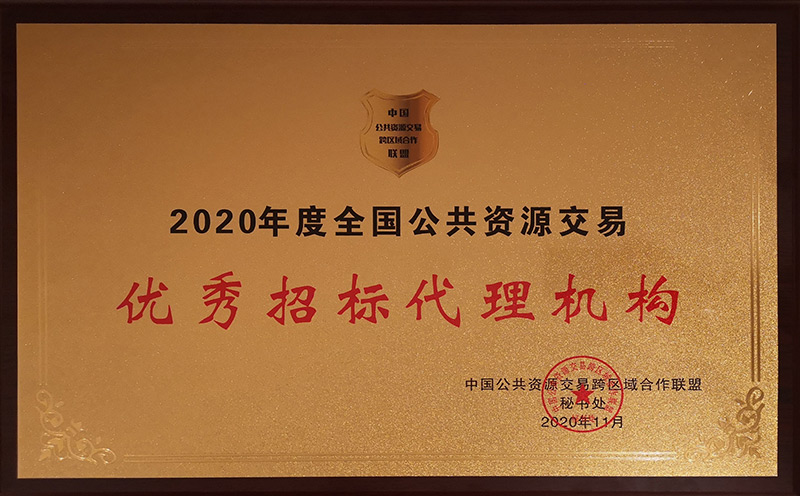 中国
公共资源交易
跨区域合作
联盟
2020年度全国公共资源交易
优秀招标代理机构
中国公共资源交易跨区域合作联盟
秘书处
2020年11月